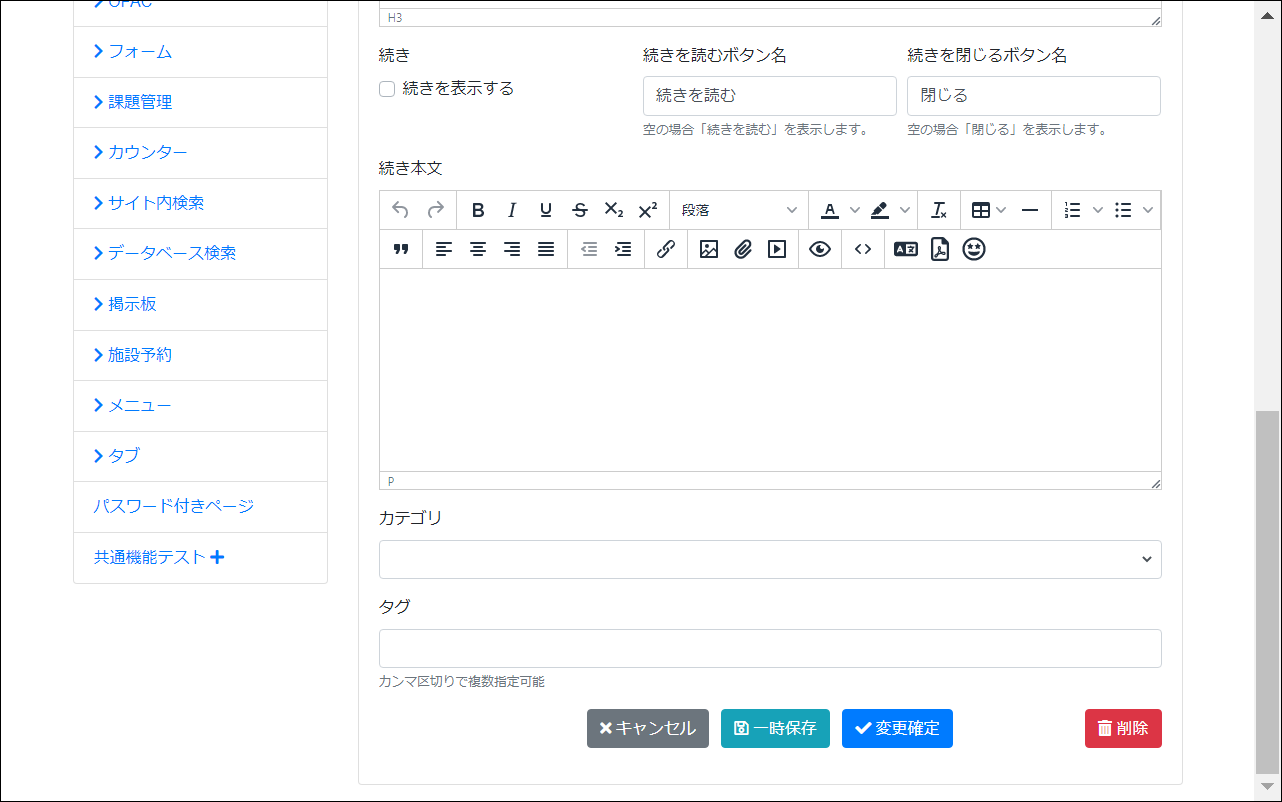 OPAC
フォーム
課題管理
カウンター
サイト内検索
データベース検索
掲示板
施設予約
メニュー
タブ
パスワード付きページ
共通機能テスト
H3
続き 続きを読むボタン名 続きを閉じるボタン名
続きを表示する 続きを読む 閉じる
空の場合「続きを読む」を表示します。 空の場合「閉じる」を表示します。
続き本文
段落
P
カテゴリ
タグ
カンマ区切りで複数指定可能
キャンセル 一時保存 変更確定 削除